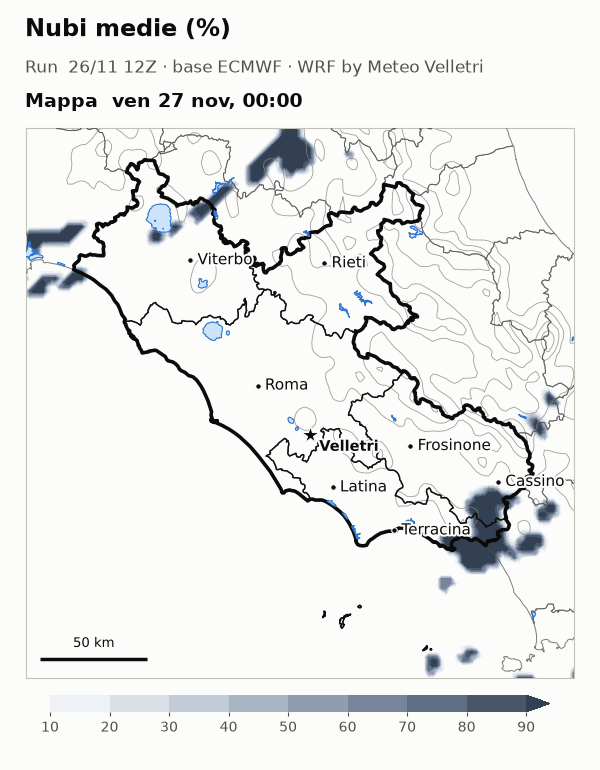 Nubi medie (%)
Run  26/11 12Z · base ECMWF · WRF by Meteo Velletri
Mappa  ven 27 nov, 00:00
Viterbo
Rieti
Roma
Velletri
Frosinone
Cassino
Latina
Terracina
50 km
10 20 30 40 50 60 70 80 90